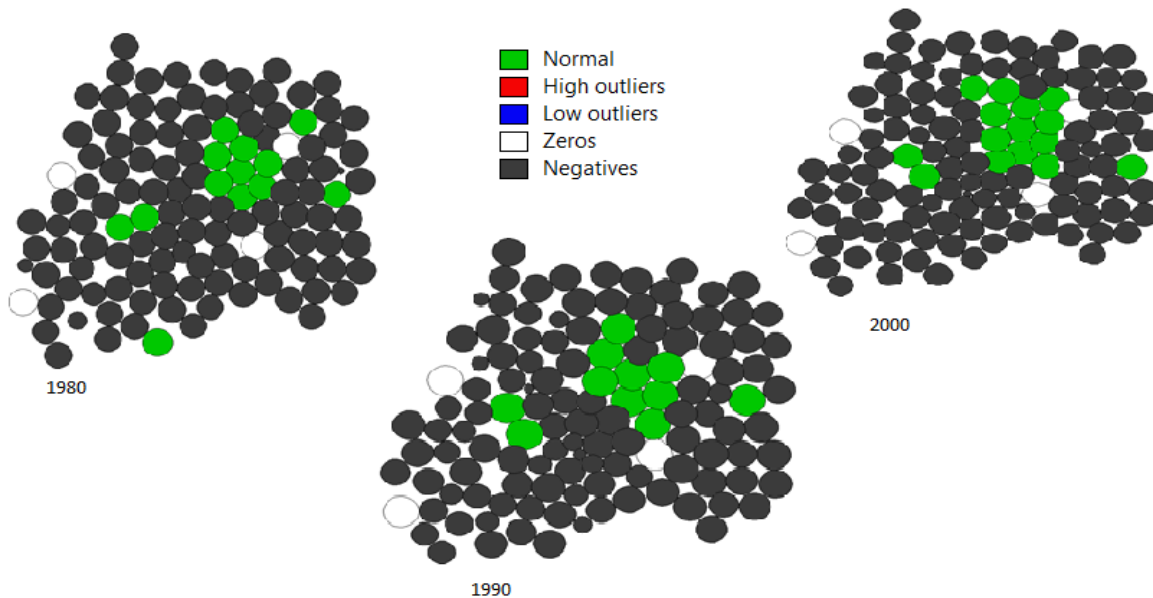 Normal
High outliers
Low outliers
Zeros
Negatives
1980
1990
2000